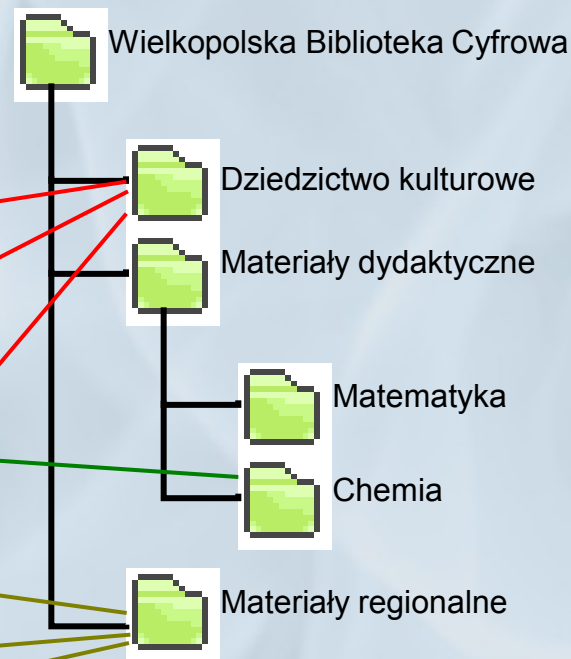 Wielkopolska Biblioteka Cyfrowa
Dziedzictwo kulturowe
Materiały dydaktyczne
Matematyka
Chemia
Materiały regionalne